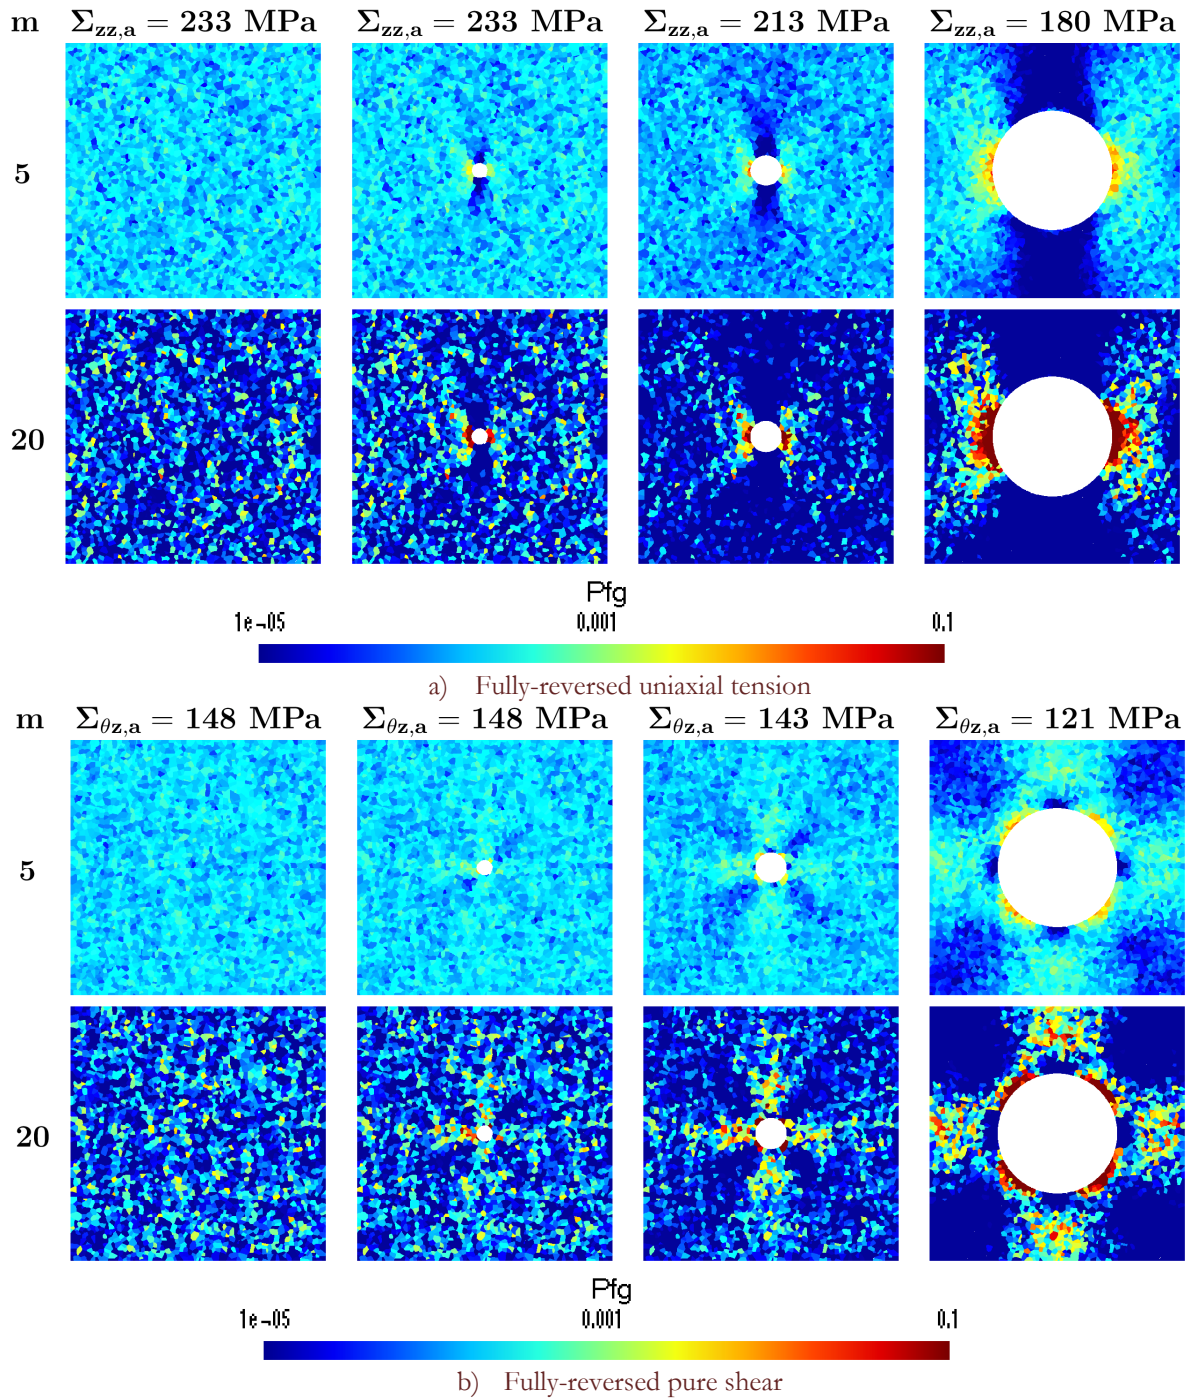 m Σzz,a = 233 MPa Σzz,a = 233 MPa Σzz,a = 213 MPa Σzz,a = 180 MPa
5
20
Pfg
1e-05 0.001 0.1
a) Fully-reversed uniaxial tension
m Σθz,a = 148 MPa Σθz,a = 148 MPa Σθz,a = 143 MPa Σθz,a = 121 MPa
5
20
Pfg
1e-05 0.001 0.1
b) Fully-reversed pure shear